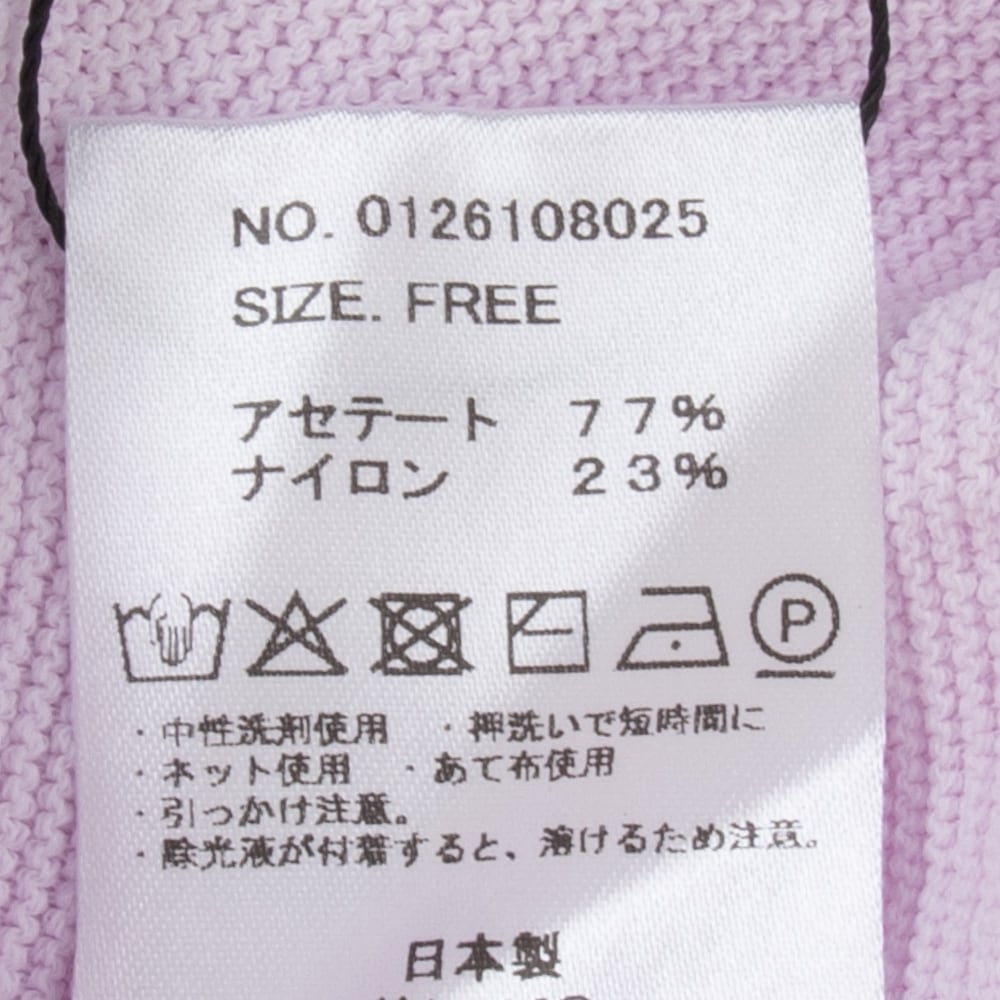 NO. 0126108025
SIZE. FREE
アセテート 77%
ナイロン 23%
P
・中性洗剤使用 ・押洗いで短時間に
・ネット使用 ・あて布使用
・引っかけ注意。
・除光液が付着すると、溶けるため注意。
日本製